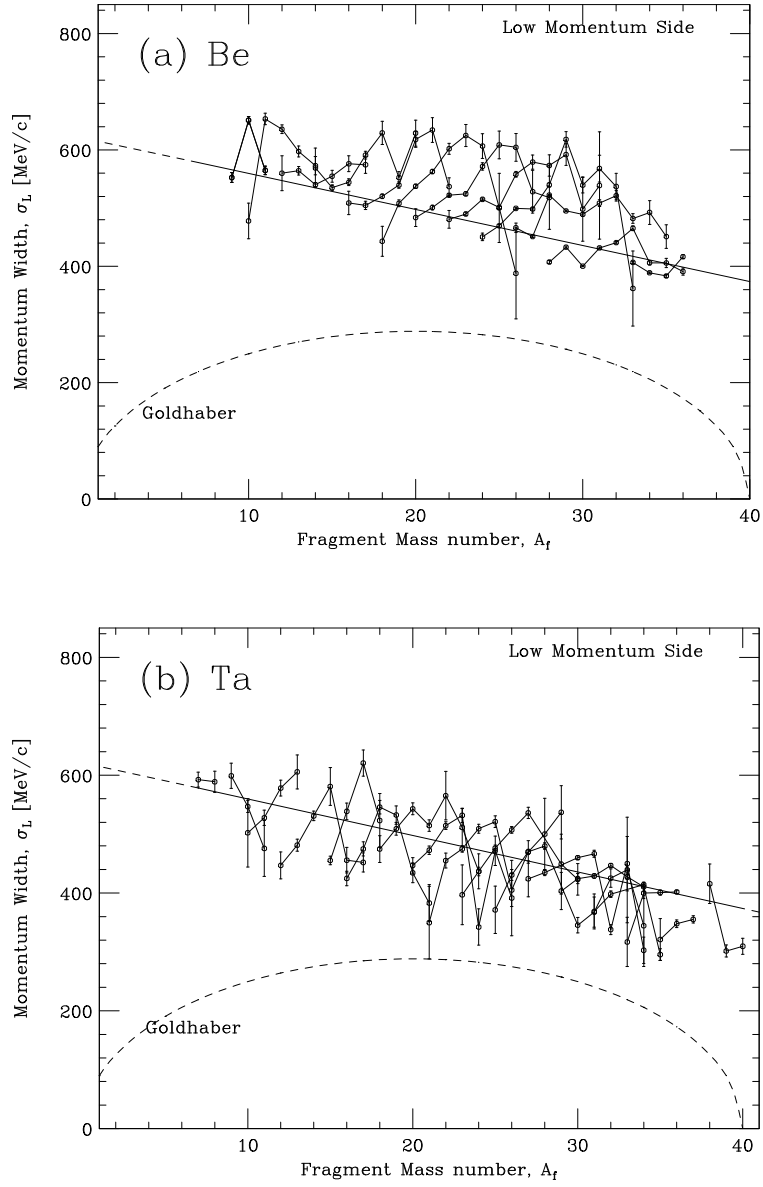 Low Momentum Side
(a) Be
800
600
400
200
0
Momentum Width, σL [MeV/c]
Goldhaber
10 20 30 40
Fragment Mass number, Af
Low Momentum Side
(b) Ta
800
600
400
200
0
Momentum Width, σL [MeV/c]
Goldhaber
10 20 30 40
Fragment Mass number, Af